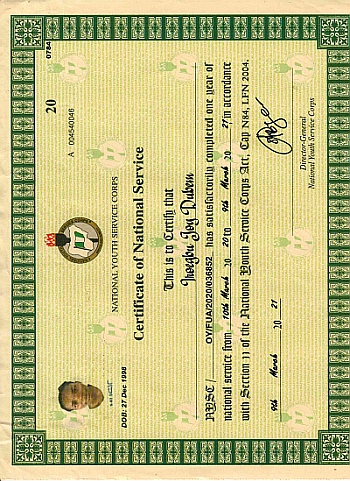 0784
20
A 004540046
NATIONAL YOUTH SERVICE CORPS
Certificate of National Service
DOB: 27 Dec 1998
This is to Certify that
Joy Ruben
NYSC OY/FUA/2020/036852 has satisfactorily completed one year of
national service from 10th March 20 20 to 9th March 20 21 in accordance
with Section 11 of the National Youth Service Corps Act, Cap N84, LFN 2004.
9th March 20 21
Director-General
National Youth Service Corps